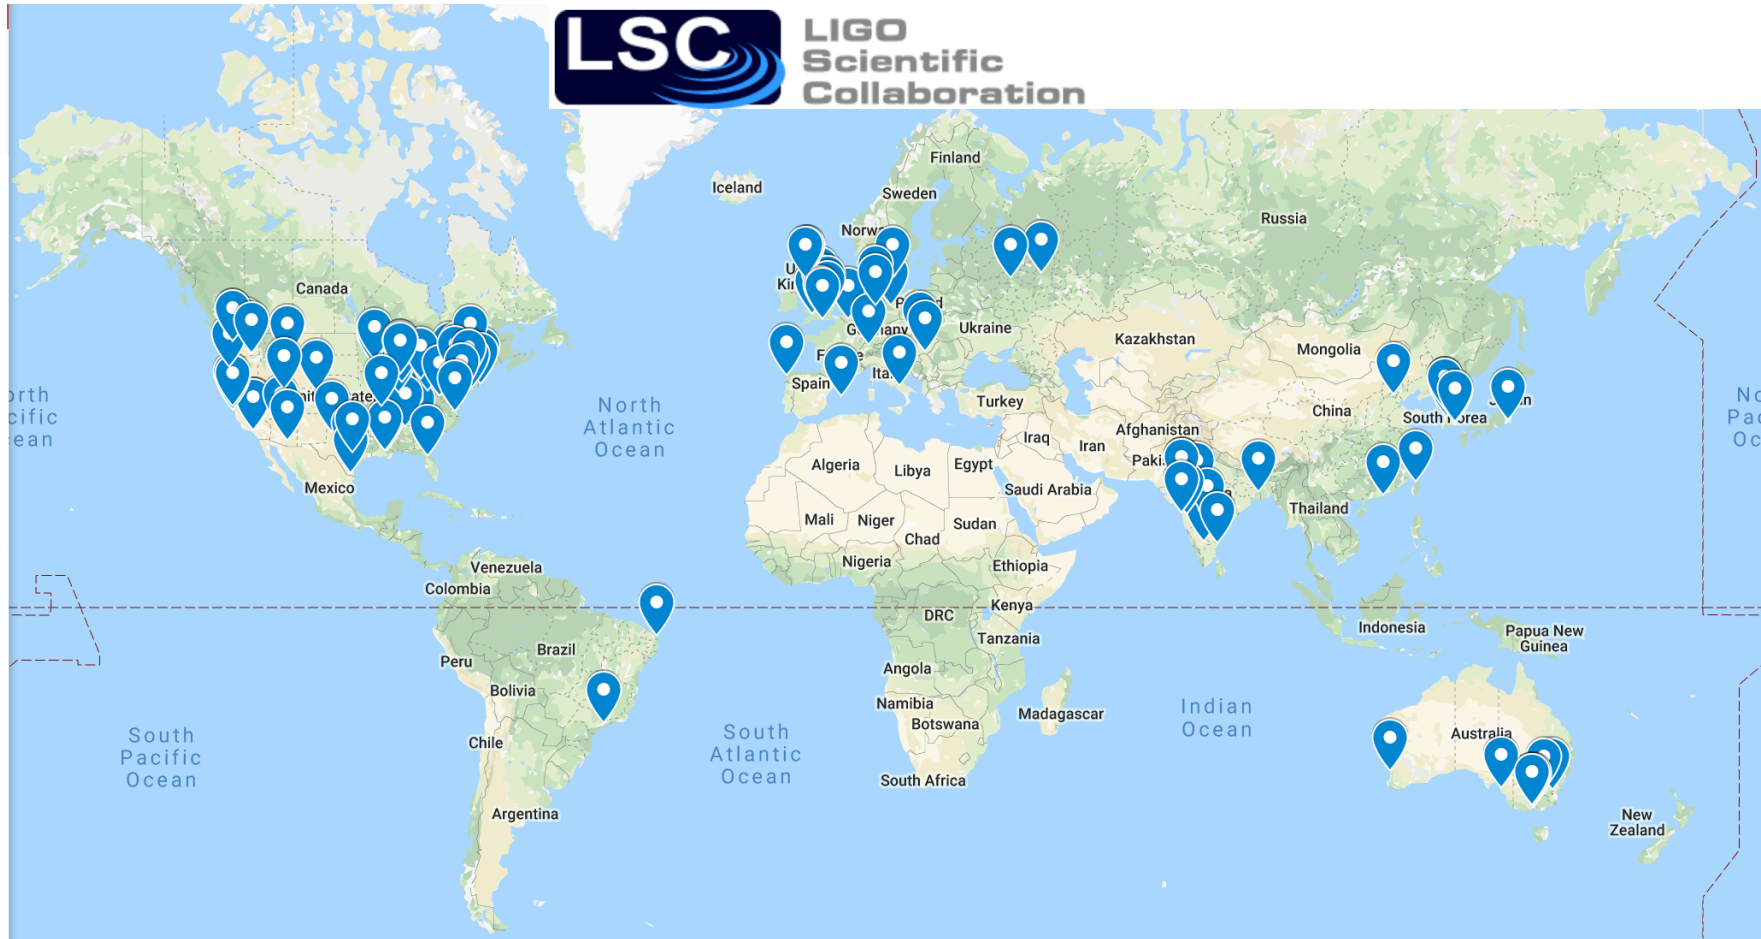 LSC
LIGO
Scientific
Collaboration
Finland
Iceland
Sweden
Russia
Canada
Ukraine
Kazakhstan
Mongolia
Spain
Turkey
North
Atlantic
Ocean
China
South Korea
Afghanistan
Iraq
Iran
Algeria
Libya
Egypt
Saudi Arabia
Mexico
Thailand
Mali
Niger
Sudan
Chad
Nigeria
Ethiopia
Venezuela
Colombia
Kenya
DRC
Indonesia
Papua New
Guinea
Tanzania
Brazil
Peru
Angola
Bolivia
Namibia
Botswana
Madagascar
Indian
Ocean
South
Pacific
Ocean
South
Atlantic
Ocean
Chile
Australia
South Africa
Argentina
New
Zealand